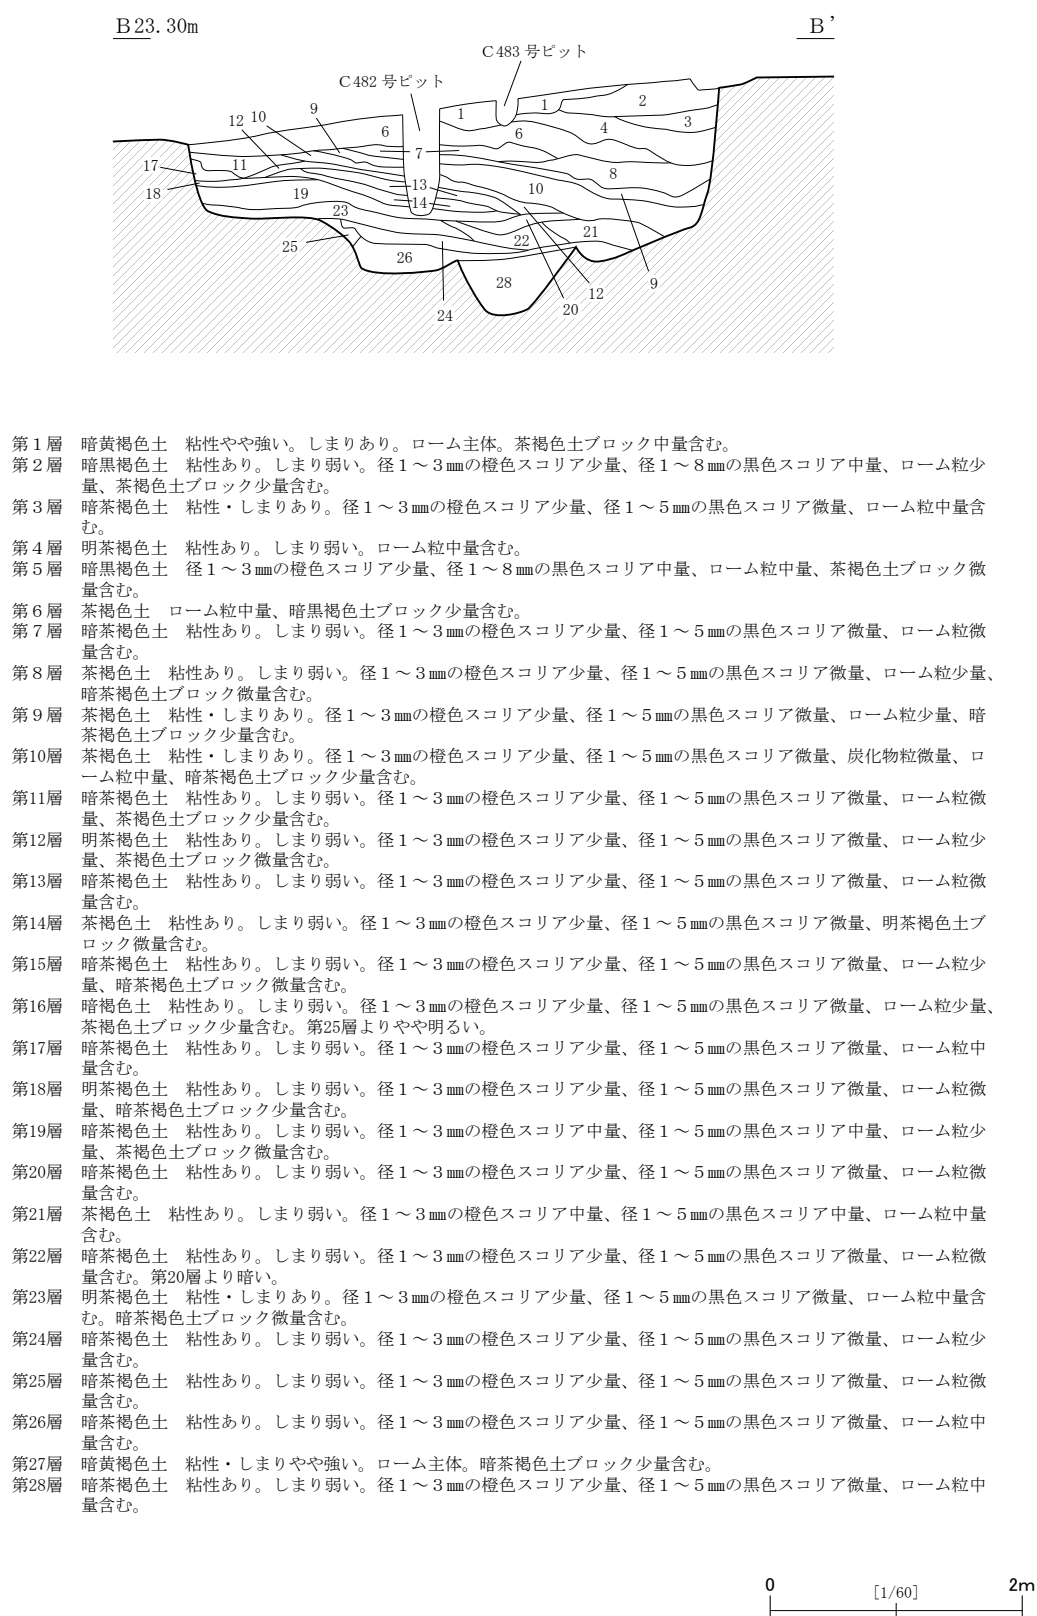 B23.30m
B’
C483 号ピット
C482 号ピット
1
1
2
3
4
6
6
7
8
9
10
12
11
17
18
19
13
14
10
23
25
26
22
21
28
24
20
12
9
第１層　暗黄褐色土　粘性やや強い。しまりあり。ローム主体。茶褐色土ブロック中量含む。
第２層　暗黒褐色土　粘性あり。しまり弱い。径１～３㎜の橙色スコリア少量、径１～８㎜の黒色スコリア中量、ローム粒少
量、茶褐色土ブロック少量含む。
第３層　暗茶褐色土　粘性・しまりあり。径１～３㎜の橙色スコリア少量、径１～５㎜の黒色スコリア微量、ローム粒中量含
む。
第４層　明茶褐色土　粘性あり。しまり弱い。ローム粒中量含む。
第５層　暗黒褐色土　径１～３㎜の橙色スコリア少量、径１～８㎜の黒色スコリア中量、ローム粒中量、茶褐色土ブロック微
量含む。
第６層　茶褐色土　ローム粒中量、暗黒褐色土ブロック少量含む。
第７層　暗茶褐色土　粘性あり。しまり弱い。径１～３㎜の橙色スコリア少量、径１～５㎜の黒色スコリア微量、ローム粒微
量含む。
第８層　茶褐色土　粘性あり。しまり弱い。径１～３㎜の橙色スコリア少量、径１～５㎜の黒色スコリア微量、ローム粒少量、
暗茶褐色土ブロック微量含む。
第９層　茶褐色土　粘性・しまりあり。径１～３㎜の橙色スコリア少量、径１～５㎜の黒色スコリア微量、ローム粒少量、暗
茶褐色土ブロック少量含む。
第10層　茶褐色土　粘性・しまりあり。径１～３㎜の橙色スコリア少量、径１～５㎜の黒色スコリア微量、炭化物粒微量、ロ
ーム粒中量、暗茶褐色土ブロック少量含む。
第11層　暗茶褐色土　粘性あり。しまり弱い。径１～３㎜の橙色スコリア少量、径１～５㎜の黒色スコリア微量、ローム粒微
量、茶褐色土ブロック少量含む。
第12層　明茶褐色土　粘性あり。しまり弱い。径１～３㎜の橙色スコリア少量、径１～５㎜の黒色スコリア微量、ローム粒少
量、茶褐色土ブロック微量含む。
第13層　暗茶褐色土　粘性あり。しまり弱い。径１～３㎜の橙色スコリア少量、径１～５㎜の黒色スコリア微量、ローム粒微
量含む。
第14層　茶褐色土　粘性あり。しまり弱い。径１～３㎜の橙色スコリア少量、径１～５㎜の黒色スコリア微量、明茶褐色土ブ
ロック微量含む。
第15層　暗茶褐色土　粘性あり。しまり弱い。径１～３㎜の橙色スコリア少量、径１～５㎜の黒色スコリア微量、ローム粒少
量、暗茶褐色土ブロック微量含む。
第16層　暗褐色土　粘性あり。しまり弱い。径１～３㎜の橙色スコリア少量、径１～５㎜の黒色スコリア微量、ローム粒少量、
茶褐色土ブロック少量含む。第25層よりやや明るい。
第17層　暗茶褐色土　粘性あり。しまり弱い。径１～３㎜の橙色スコリア少量、径１～５㎜の黒色スコリア微量、ローム粒中
量含む。
第18層　明茶褐色土　粘性あり。しまり弱い。径１～３㎜の橙色スコリア少量、径１～５㎜の黒色スコリア微量、ローム粒微
量、暗茶褐色土ブロック少量含む。
第19層　暗茶褐色土　粘性あり。しまり弱い。径１～３㎜の橙色スコリア中量、径１～５㎜の黒色スコリア中量、ローム粒少
量、茶褐色土ブロック微量含む。
第20層　暗茶褐色土　粘性あり。しまり弱い。径１～３㎜の橙色スコリア少量、径１～５㎜の黒色スコリア微量、ローム粒微
量含む。
第21層　茶褐色土　粘性あり。しまり弱い。径１～３㎜の橙色スコリア中量、径１～５㎜の黒色スコリア中量、ローム粒中量
含む。
第22層　暗茶褐色土　粘性あり。しまり弱い。径１～３㎜の橙色スコリア少量、径１～５㎜の黒色スコリア微量、ローム粒微
量含む。第20層より暗い。
第23層　明茶褐色土　粘性・しまりあり。径１～３㎜の橙色スコリア少量、径１～５㎜の黒色スコリア微量、ローム粒中量含
む。暗茶褐色土ブロック微量含む。
第24層　暗茶褐色土　粘性あり。しまり弱い。径１～３㎜の橙色スコリア少量、径１～５㎜の黒色スコリア微量、ローム粒少
量含む。
第25層　暗茶褐色土　粘性あり。しまり弱い。径１～３㎜の橙色スコリア少量、径１～５㎜の黒色スコリア微量、ローム粒微
量含む。
第26層　暗茶褐色土　粘性あり。しまり弱い。径１～３㎜の橙色スコリア少量、径１～５㎜の黒色スコリア微量、ローム粒中
量含む。
第27層　暗黄褐色土　粘性・しまりやや強い。ローム主体。暗茶褐色土ブロック少量含む。
第28層　暗茶褐色土　粘性あり。しまり弱い。径１～３㎜の橙色スコリア少量、径１～５㎜の黒色スコリア微量、ローム粒中
量含む。
0
[1/60]
2m